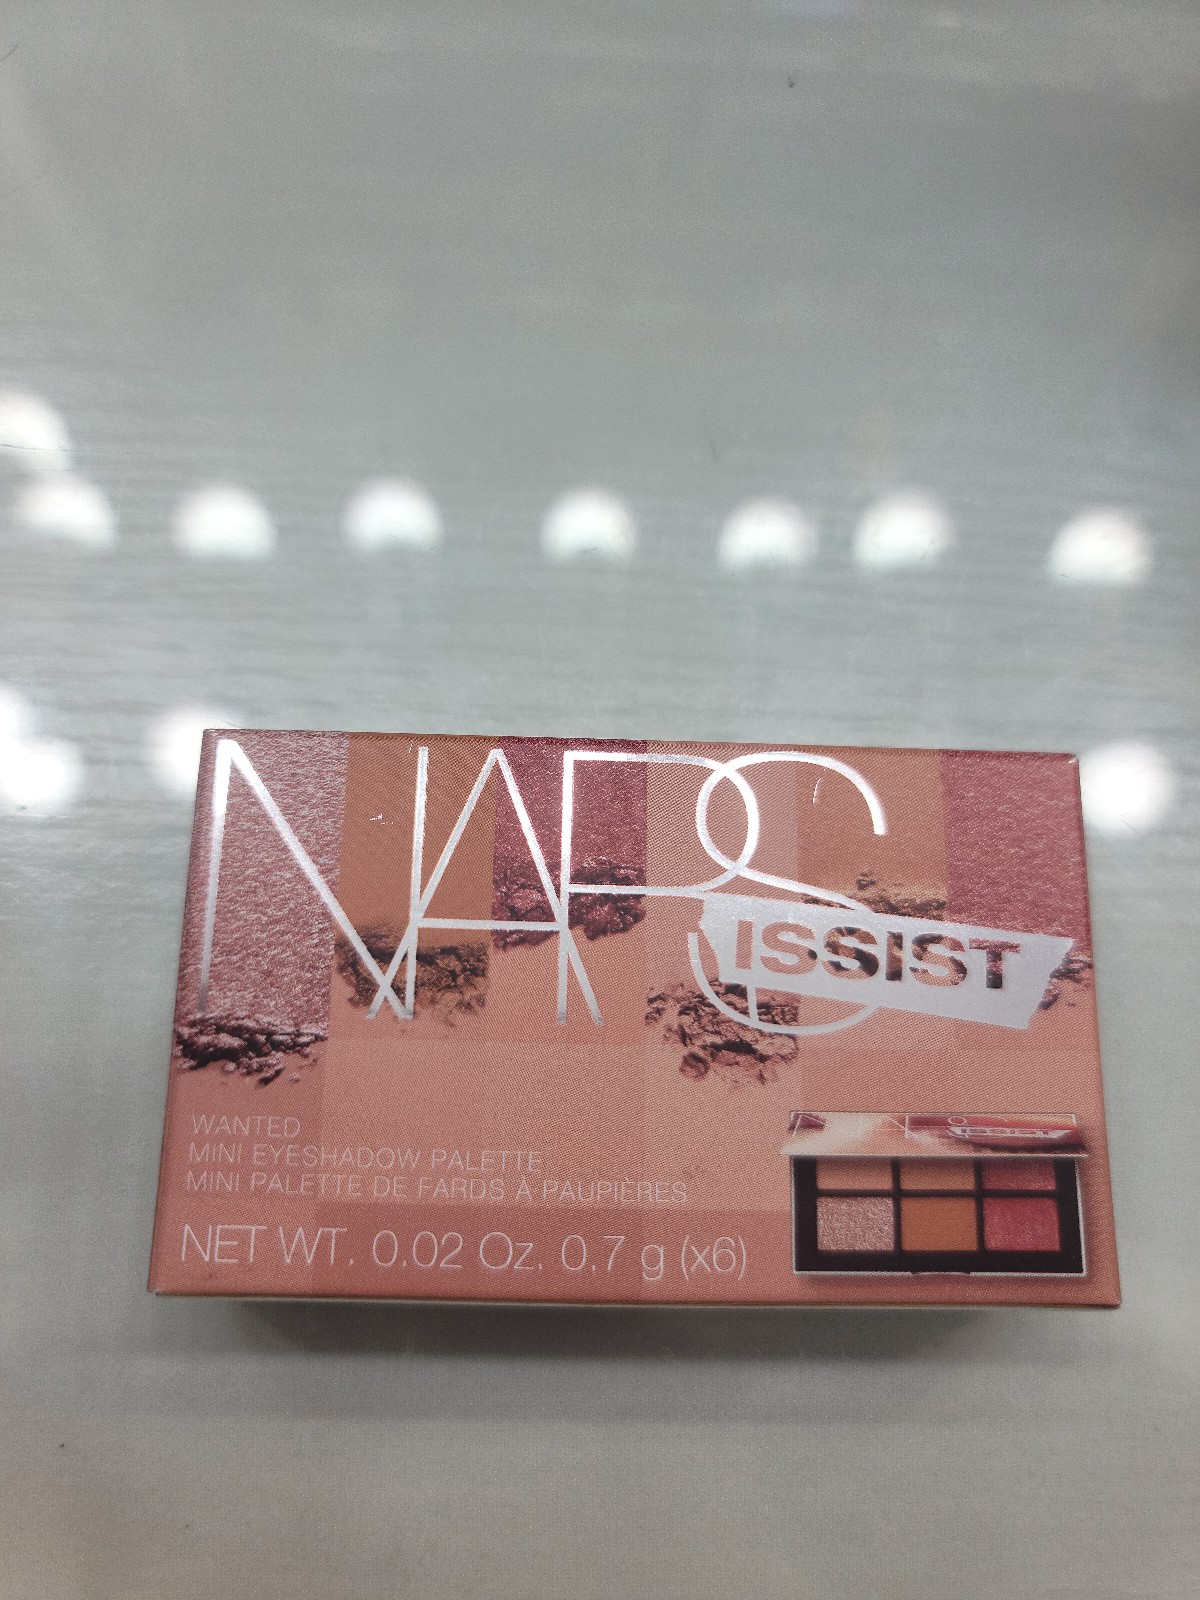 NARS
ISSIST
WANTED
MINI EYESHADOW PALETTE
MINI PALETTE DE FARDS À PAUPIÈRES
NET WT. 0.02 Oz. 0.7 g (x6)
ISSIST